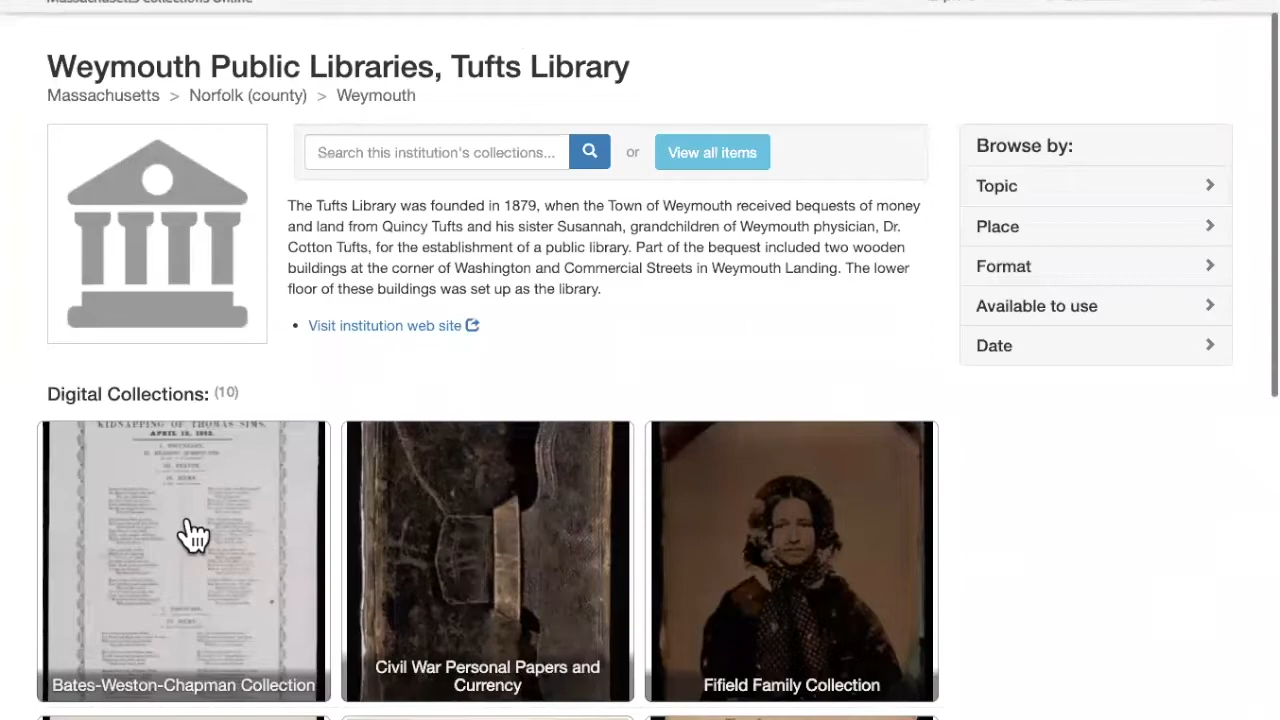 Massachusetts Collections Online
Weymouth Public Libraries, Tufts Library
Massachusetts > Norfolk (county) > Weymouth
Search this institution's collections...
or
View all items
The Tufts Library was founded in 1879, when the Town of Weymouth received bequests of money
and land from Quincy Tufts and his sister Susannah, grandchildren of Weymouth physician, Dr.
Cotton Tufts, for the establishment of a public library. Part of the bequest included two wooden
buildings at the corner of Washington and Commercial Streets in Weymouth Landing. The lower
floor of these buildings was set up as the library.
• Visit institution web site
Browse by:
Topic
Place
Format
Available to use
Date
Digital Collections: (10)
KIDNAPPING OF THOMAS SIMS.
Bates-Weston-Chapman Collection
Civil War Personal Papers and
Currency
Fifield Family Collection